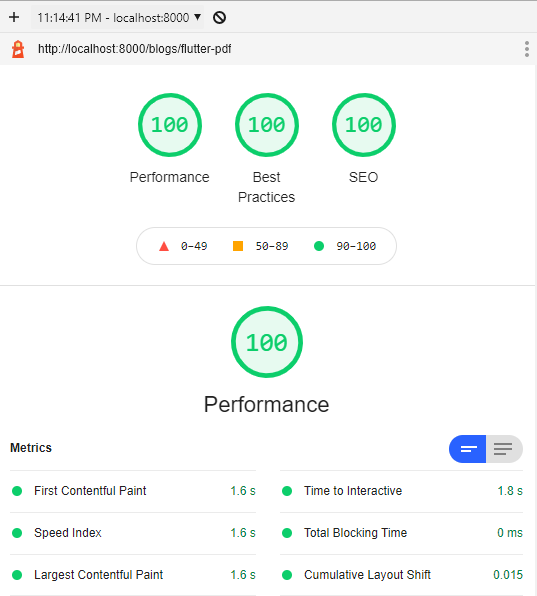 11:14:41 PM - localhost:8000
http://localhost:8000/blogs/flutter-pdf
100 100 100
Performance Best Practices SEO
0–49 50–89 90–100
100
Performance
Metrics
First Contentful Paint 1.6 s Time to Interactive 1.8 s
Speed Index 1.6 s Total Blocking Time 0 ms
Largest Contentful Paint 1.6 s Cumulative Layout Shift 0.015